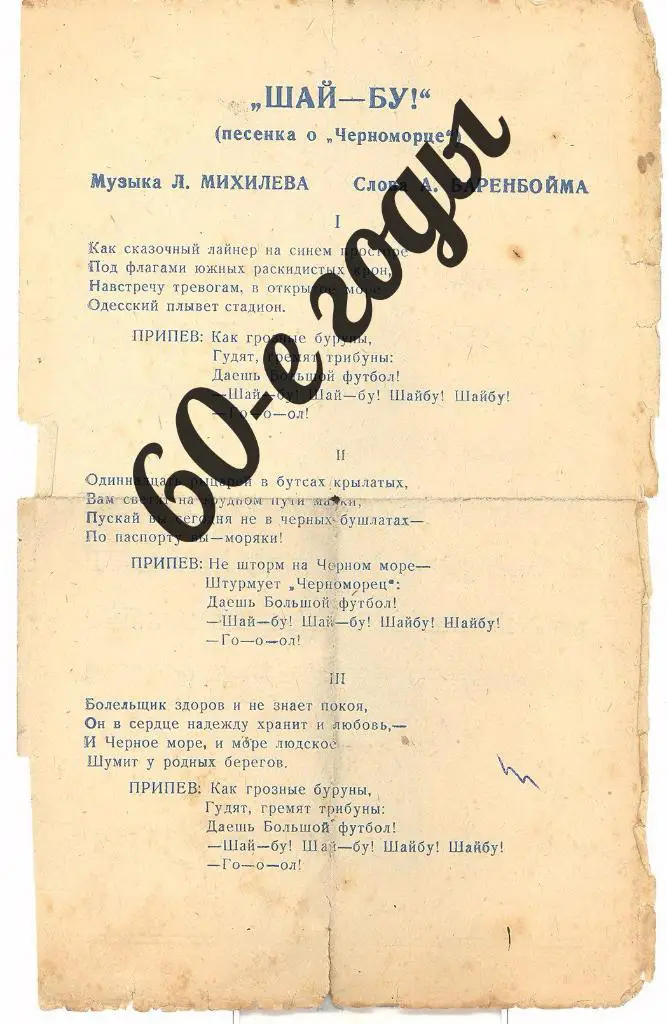 „ШАЙ—БУ!“
(песенка о „Черноморце“)
Музыка Л. МИХИЛЕВА Слова А. БАРЕНБОЙМА
I
Как сказочный лайнер на синем просторе
Под флагами южных раскидистых крон,
Навстречу тревогам, в открытое море
Одесский плывет стадион.
ПРИПЕВ: Как грозные буруны,
Гудят, гремят трибуны:
Даешь Большой футбол!
—Шай—бу! Шай—бу! Шайбу! Шайбу!
—Го—о—ол!
II
Одиннадцать рыцарей в бутсах крылатых,
Вам светят на трудном пути маяки,
Пускай вы сегодня не в черных бушлатах—
По паспорту вы—моряки!
ПРИПЕВ: Не шторм на Черном море—
Штурмует „Черноморец“:
Даешь Большой футбол!
—Шай—бу! Шай—бу! Шайбу! Шайбу!
—Го—о—ол!
III
Болельщик здоров и не знает покоя,
Он в сердце надежду хранит и любовь,—
И Черное море, и море людское
Шумит у родных берегов.
ПРИПЕВ: Как грозные буруны,
Гудят, гремят трибуны:
Даешь Большой футбол!
—Шай—бу! Шай—бу! Шайбу! Шайбу!
—Го—о—ол!
60-е годы